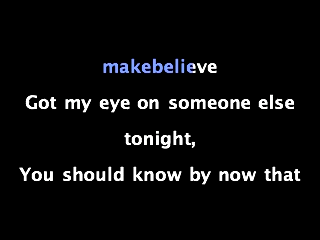 makebelieve
Got my eye on someone else
tonight,
You should know by now that